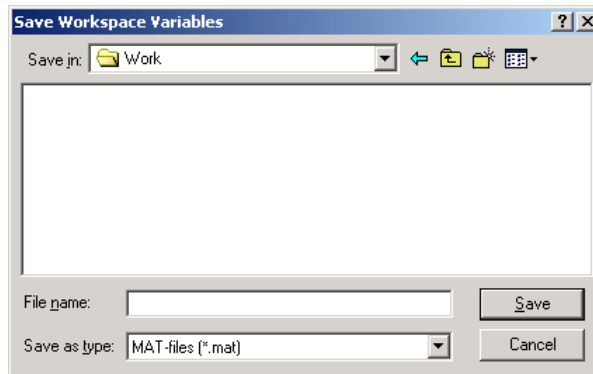 Save Workspace Variables
Save in: Work
File name: Save
Save as type: MAT-files (*.mat) Cancel